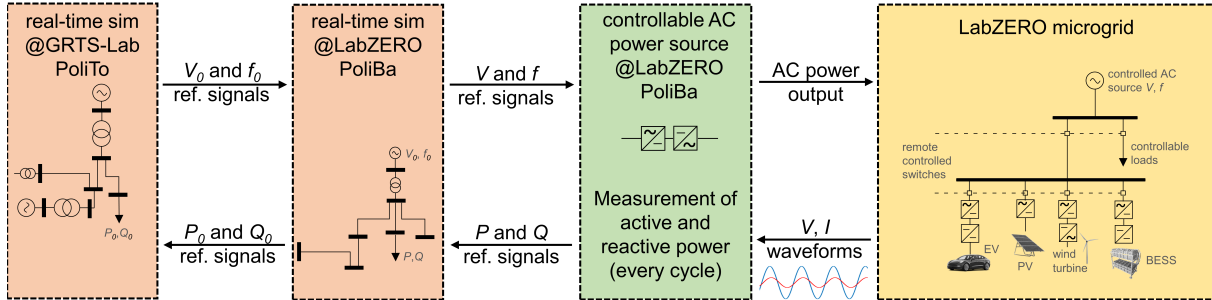 real-time sim
@GRTS-Lab
PoliTo
P₀,Q₀
V₀ and f₀
ref. signals
P₀ and Q₀
ref. signals
real-time sim
@LabZERO
PoliBa
V₀, f₀
P,Q
V and f
ref. signals
P and Q
ref. signals
controllable AC
power source
@LabZERO
PoliBa
Measurement of
active and
reactive power
(every cycle)
AC power
output
V, I
waveforms
LabZERO microgrid
controlled AC
source V, f
remote
controlled
switches
controllable
loads
EV
PV
wind
turbine
BESS